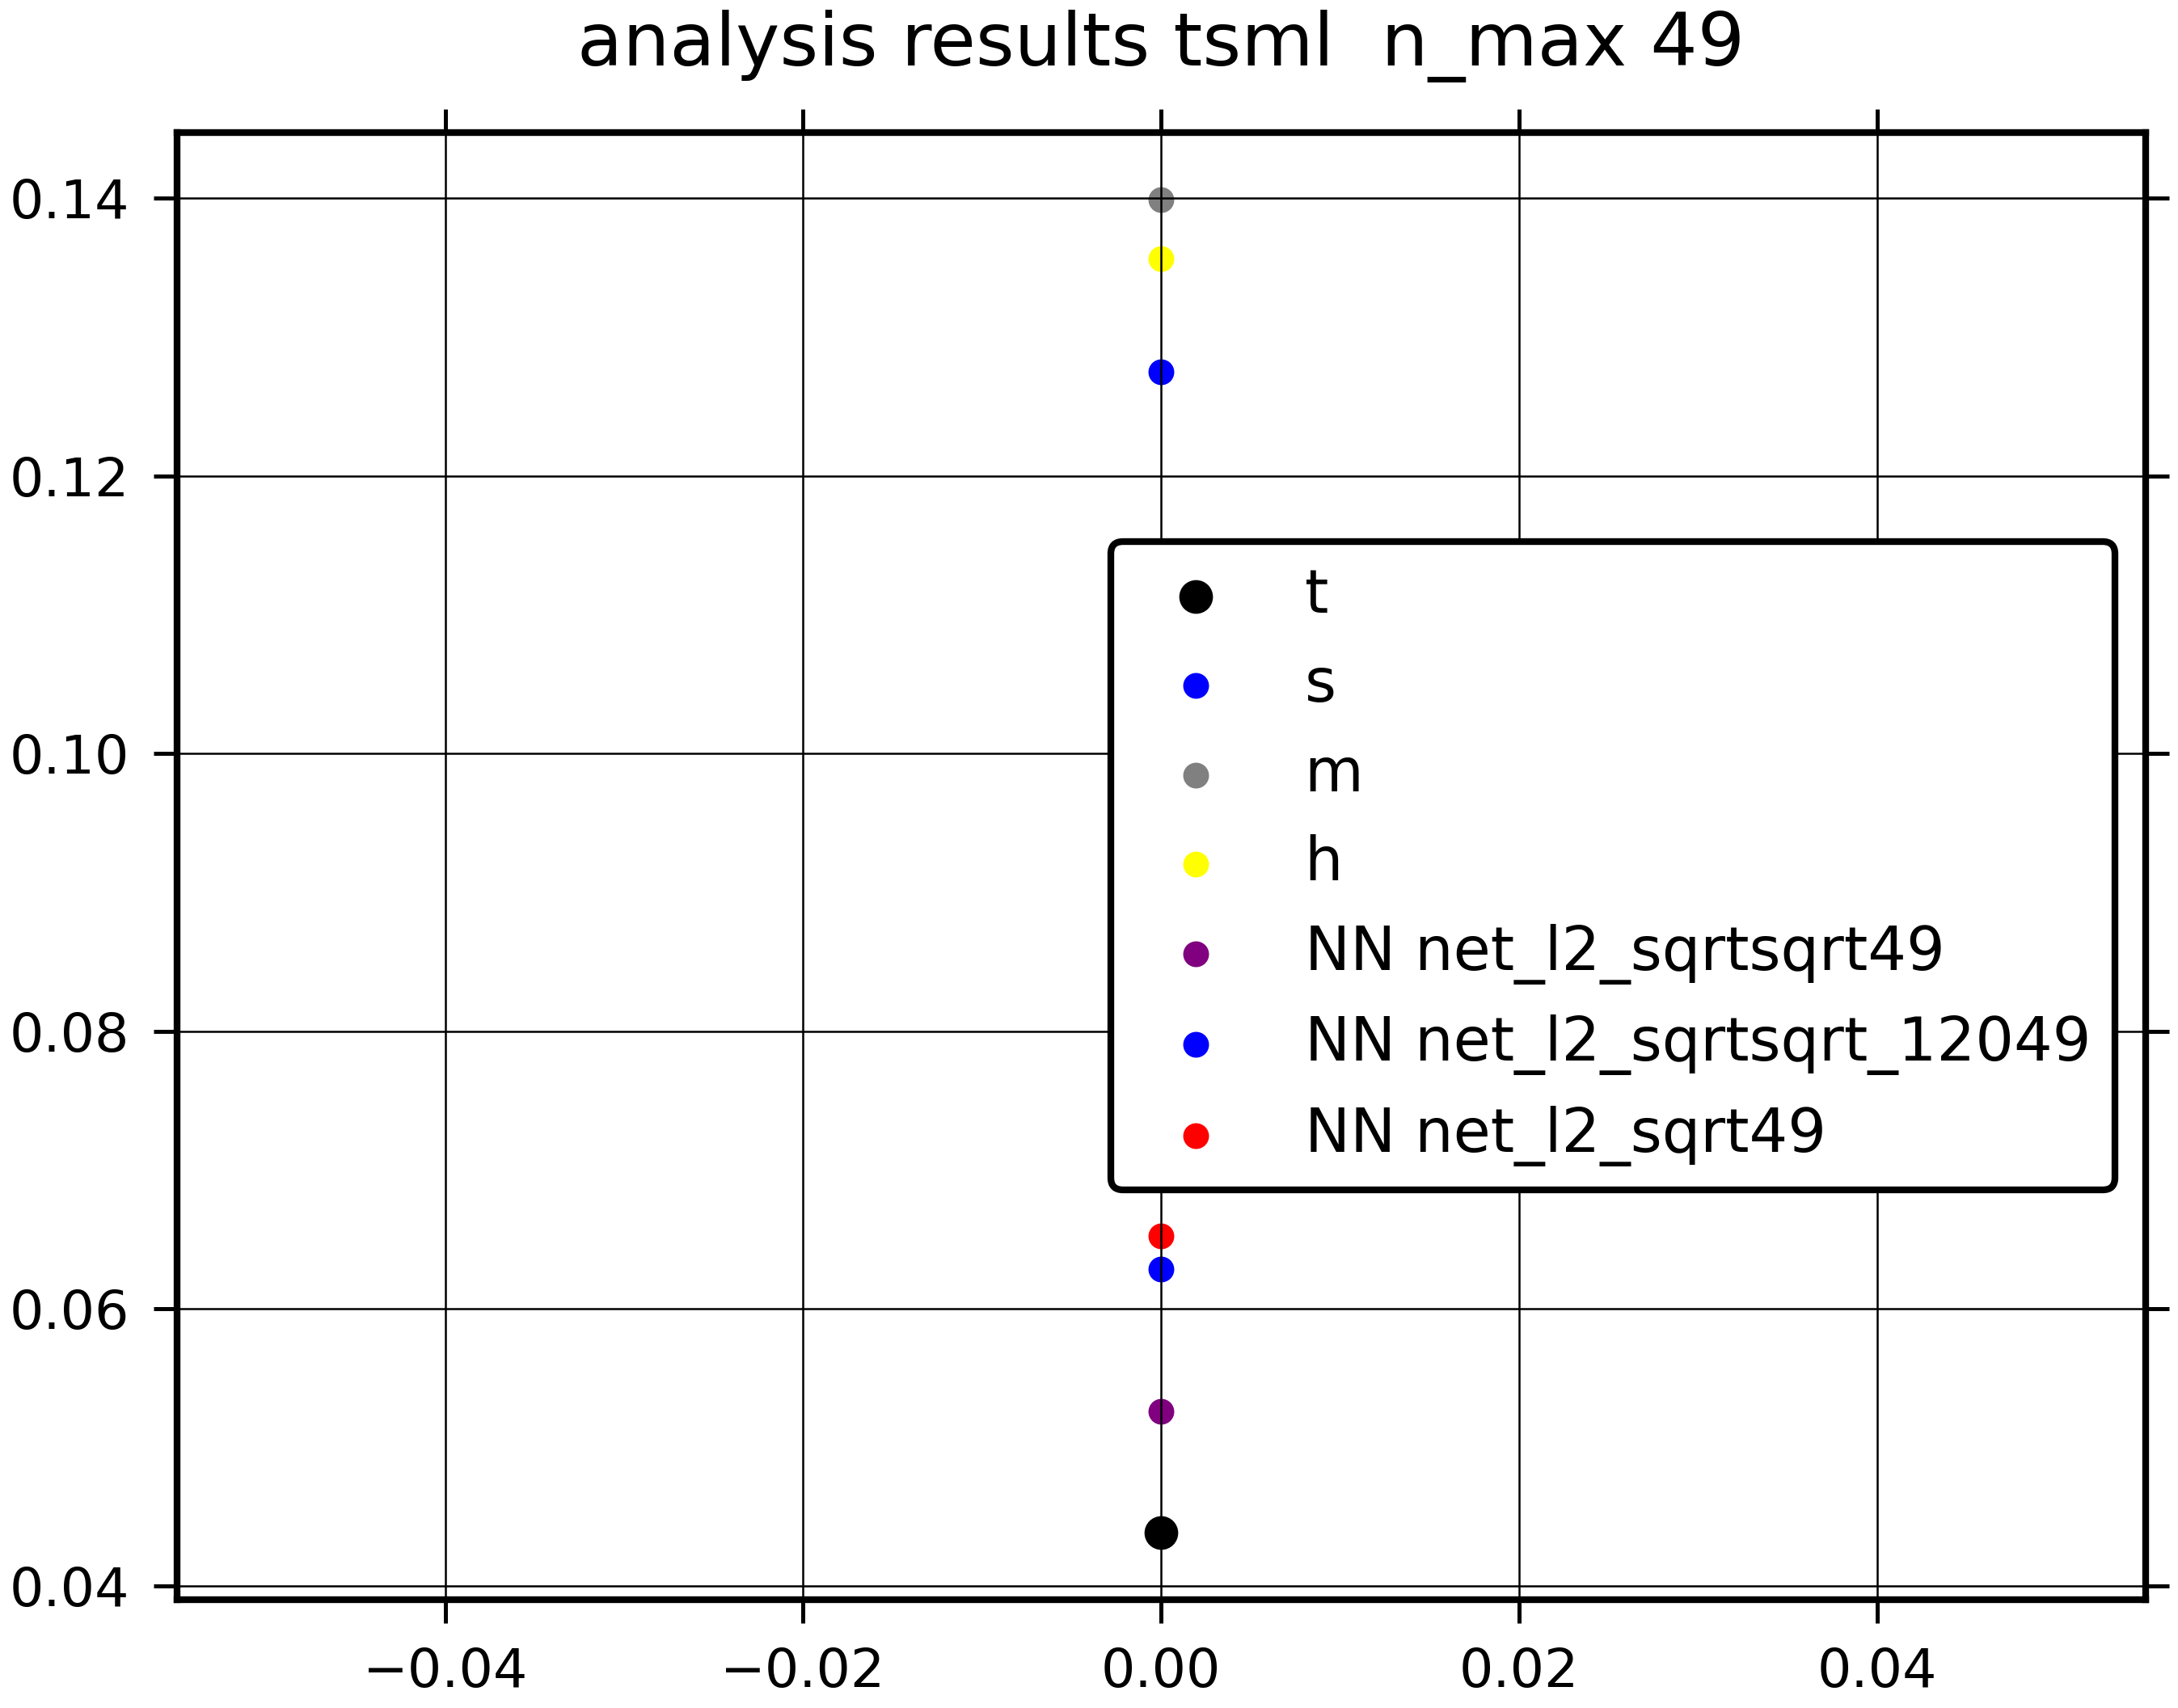 analysis results tsml  n_max 49
0.14
0.12
0.10
0.08
0.06
0.04
t
s
m
h
NN net_l2_sqrtsqrt49
NN net_l2_sqrtsqrt_12049
NN net_l2_sqrt49
−0.04 −0.02 0.00 0.02 0.04